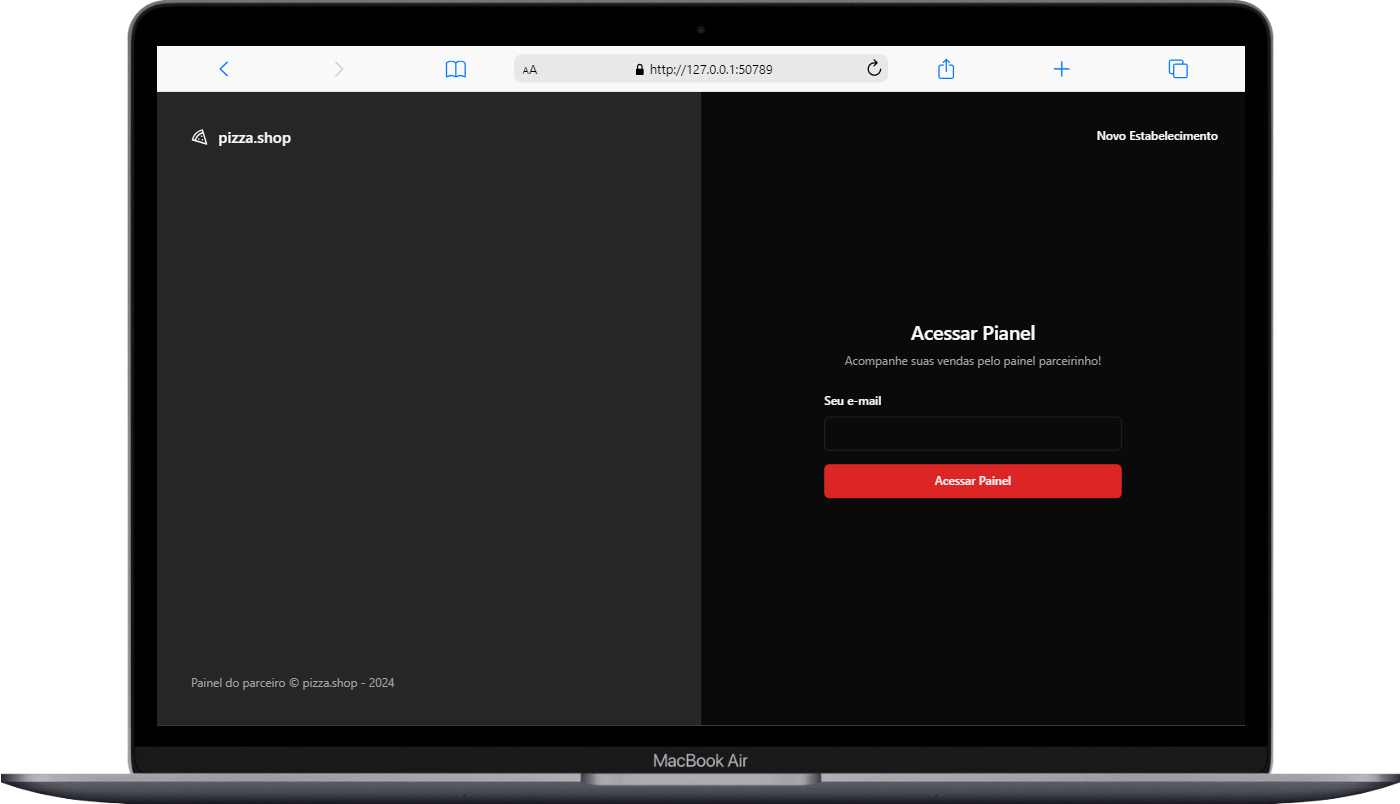 AA http://127.0.0.1:50789
pizza.shop
Novo Estabelecimento
Acessar Pianel
Acompanhe suas vendas pelo painel parceirinho!
Seu e-mail
Acessar Painel
Painel do parceiro © pizza.shop - 2024
MacBook Air